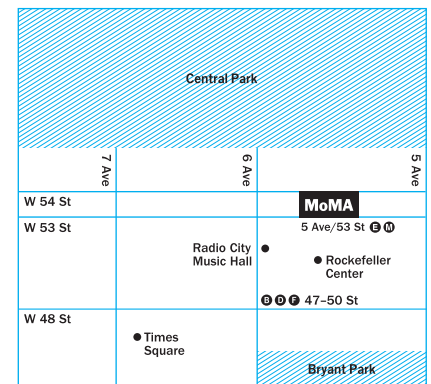 Central Park
7 Ave
6 Ave
5 Ave
W 54 St
MoMA
W 53 St
5 Ave/53 St E M
Radio City
Music Hall
Rockefeller
Center
B D F 47–50 St
W 48 St
Times
Square
Bryant Park